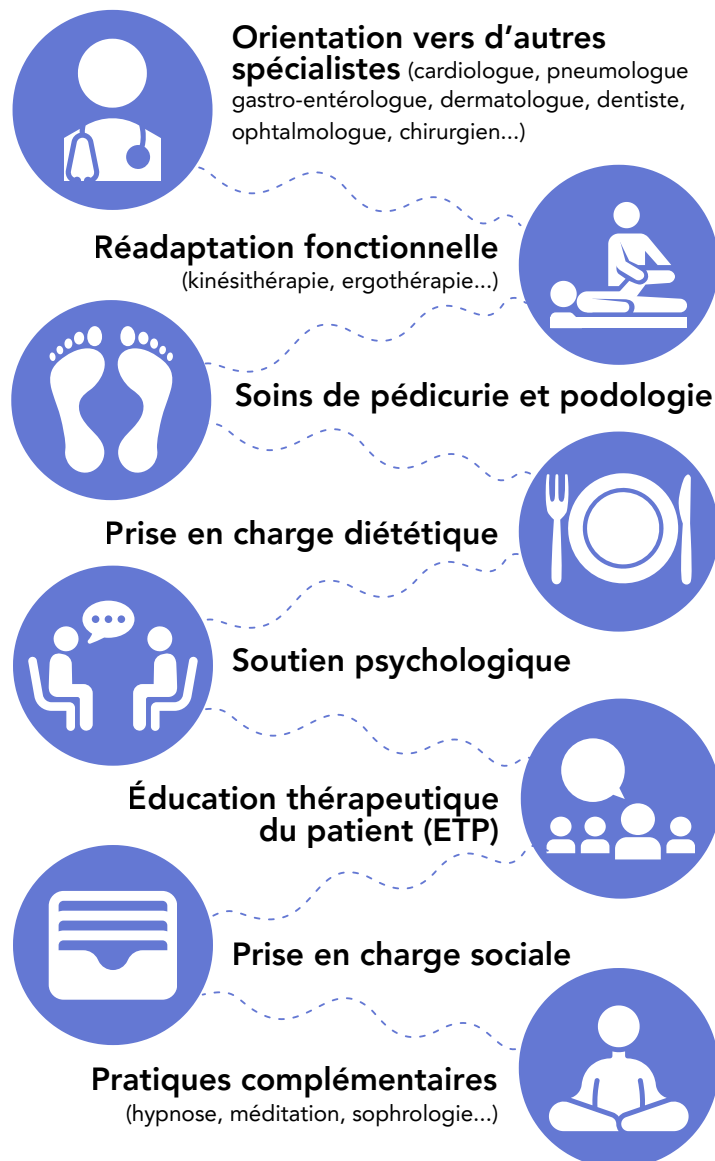 Orientation vers d’autres
spécialistes (cardiologue, pneumologue
gastro-entérologue, dermatologue, dentiste,
ophtalmologue, chirurgien...)
Réadaptation fonctionnelle
(kinésithérapie, ergothérapie...)
Soins de pédicurie et podologie
Prise en charge diététique
Soutien psychologique
Éducation thérapeutique
du patient (ETP)
Prise en charge sociale
Pratiques complémentaires
(hypnose, méditation, sophrologie...)